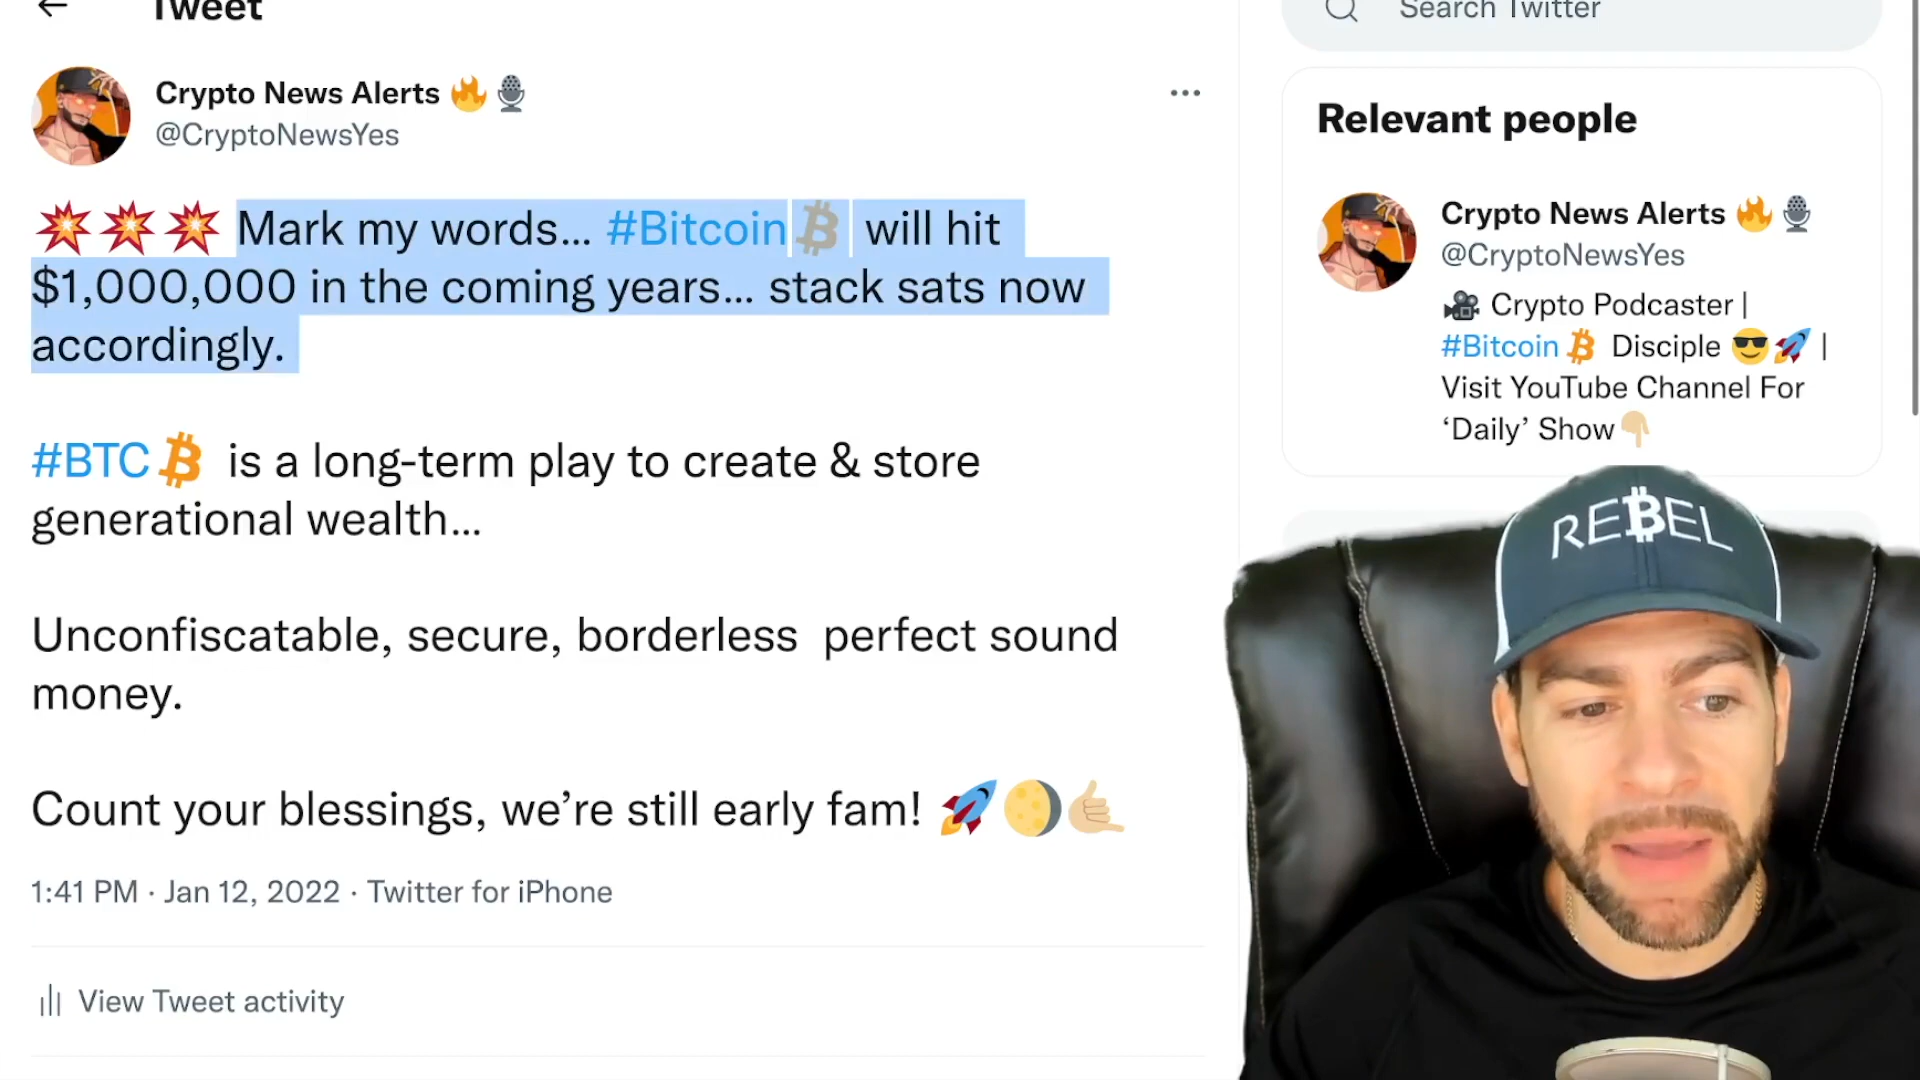 Tweet
Search Twitter
Crypto News Alerts 🔥🎙
@CryptoNewsYes
💥💥💥 Mark my words... #Bitcoin₿ will hit
$1,000,000 in the coming years... stack sats now
accordingly.
#BTC₿ is a long-term play to create & store
generational wealth...
Unconfiscatable, secure, borderless perfect sound
money.
Count your blessings, we’re still early fam! 🚀🌖🤙🏼
1:41 PM · Jan 12, 2022 · Twitter for iPhone
View Tweet activity
Relevant people
Crypto News Alerts 🔥🎙
@CryptoNewsYes
🎥 Crypto Podcaster |
#Bitcoin₿ Disciple 😎🚀 |
Visit YouTube Channel For
‘Daily’ Show👇🏼
RE₿EL